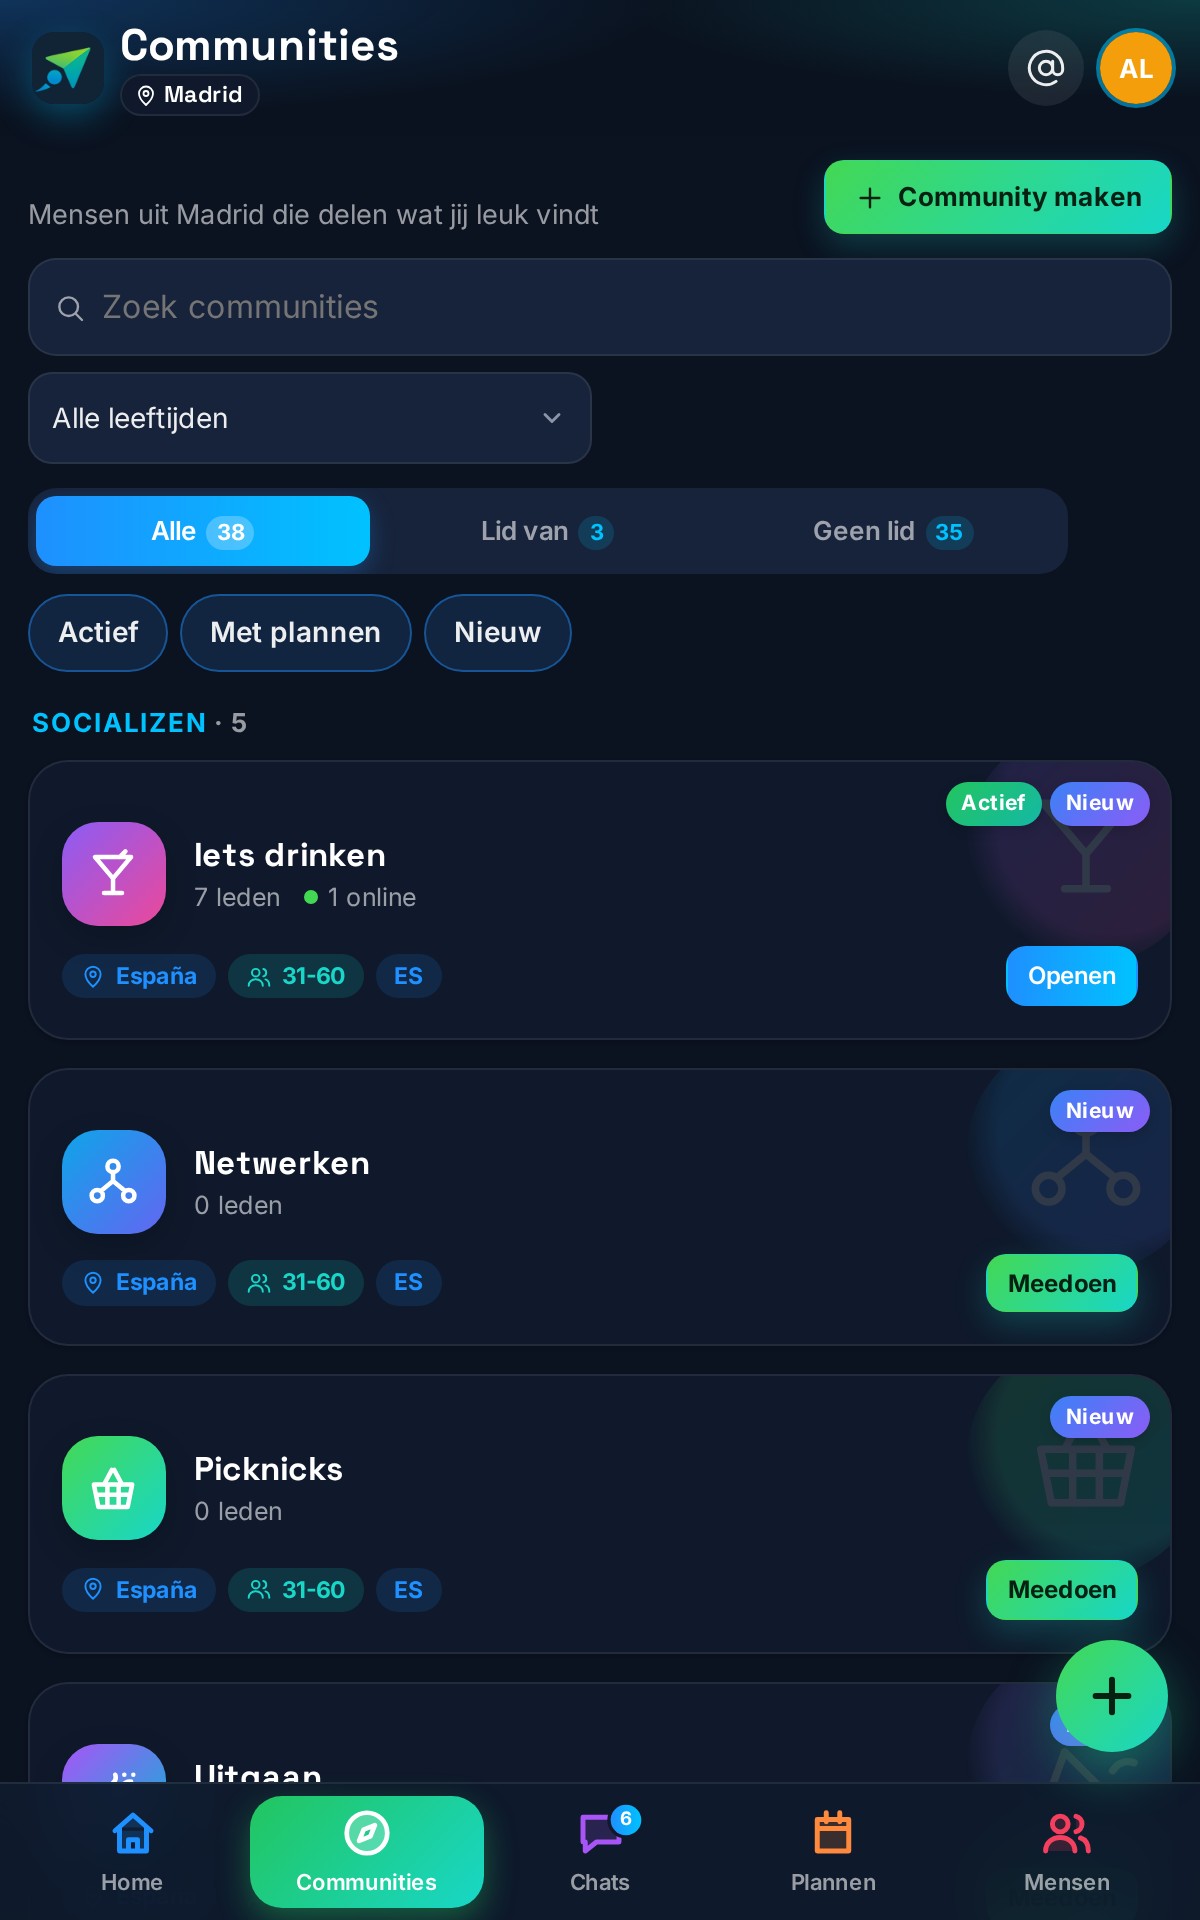 Communities
Madrid
@
AL
Mensen uit Madrid die delen wat jij leuk vindt
+ Community maken
Zoek communities
Alle leeftijden
Alle 38
Lid van 3
Geen lid 35
Actief
Met plannen
Nieuw
SOCIALIZEN · 5
Actief
Nieuw
Iets drinken
7 leden
1 online
España
31-60
ES
Openen
Nieuw
Netwerken
0 leden
España
31-60
ES
Meedoen
Nieuw
Picknicks
0 leden
España
31-60
ES
Meedoen
+
Uitgaan
6
Home
Communities
Chats
Plannen
Mensen